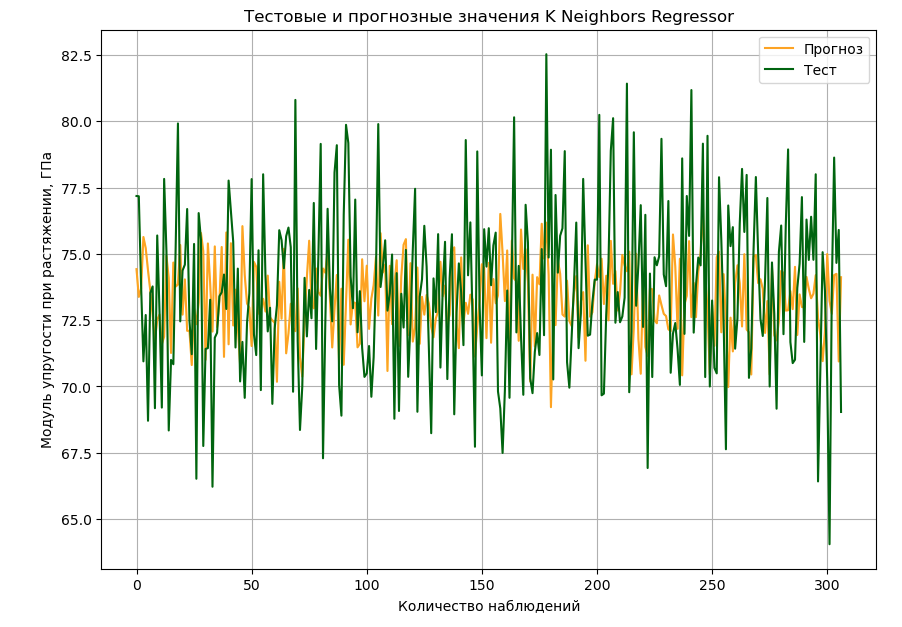 Тестовые и прогнозные значения K Neighbors Regressor
Прогноз
Тест
Модуль упругости при растяжении, ГПа
82.5
80.0
77.5
75.0
72.5
70.0
67.5
65.0
0 50 100 150 200 250 300
Количество наблюдений